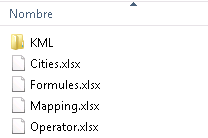 Nombre
KML
Cities.xlsx
Formules.xlsx
Mapping.xlsx
Operator.xlsx